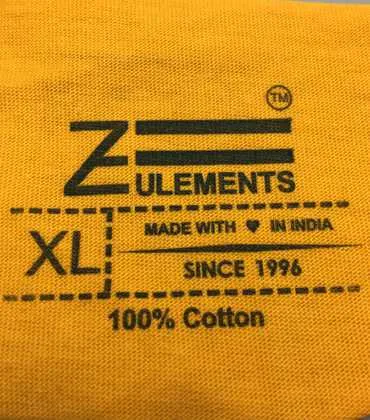 TM
ZULEMENTS
XL
MADE WITH ♥ IN INDIA
SINCE 1996
100% Cotton